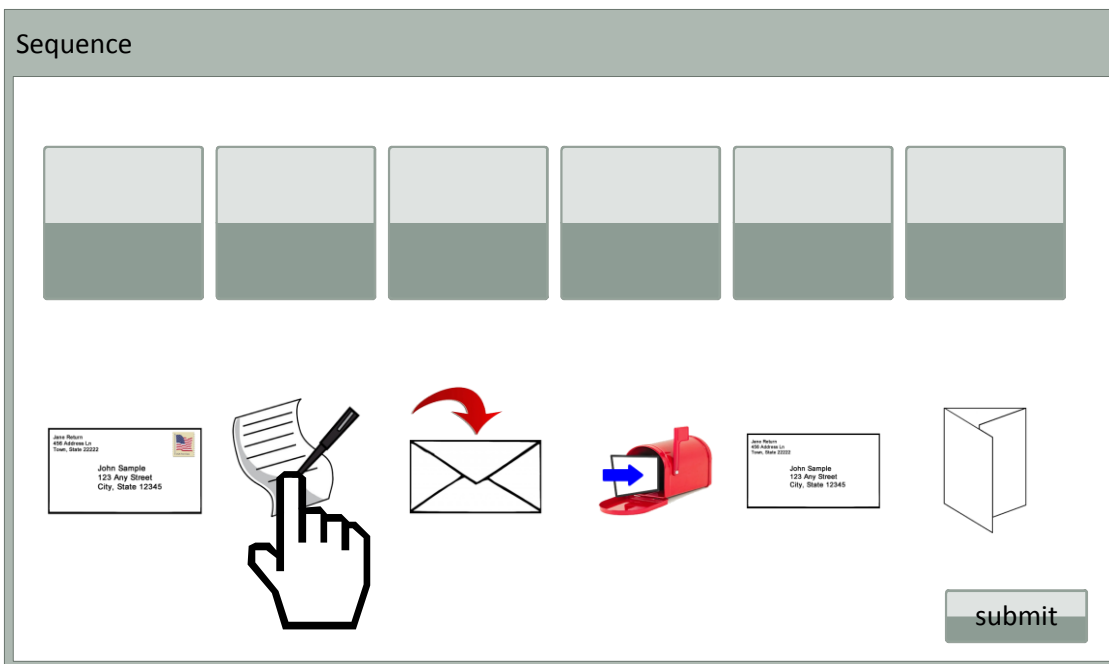 Sequence
Jane Return
456 Address Ln
Town, State 22222
John Sample
123 Any Street
City, State 12345
Jane Return
456 Address Ln
Town, State 22222
John Sample
123 Any Street
City, State 12345
submit